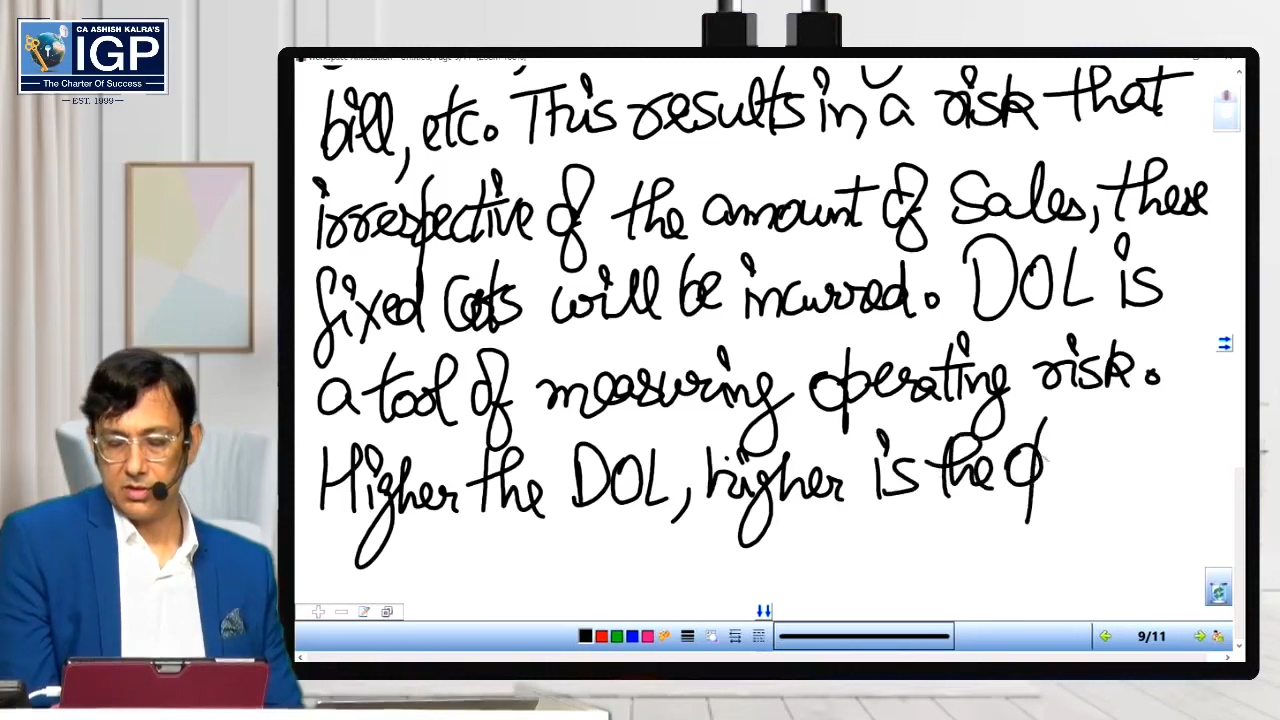 CA ASHISH KALRA'S
IGP
The Charter Of Success
EST. 1999
bill, etc. This results in a risk that
irrespective of the amount of Sales, these
fixed Costs will be incurred. DOL is
a tool of measuring operating risk.
Higher the DOL, higher is the op
9/11